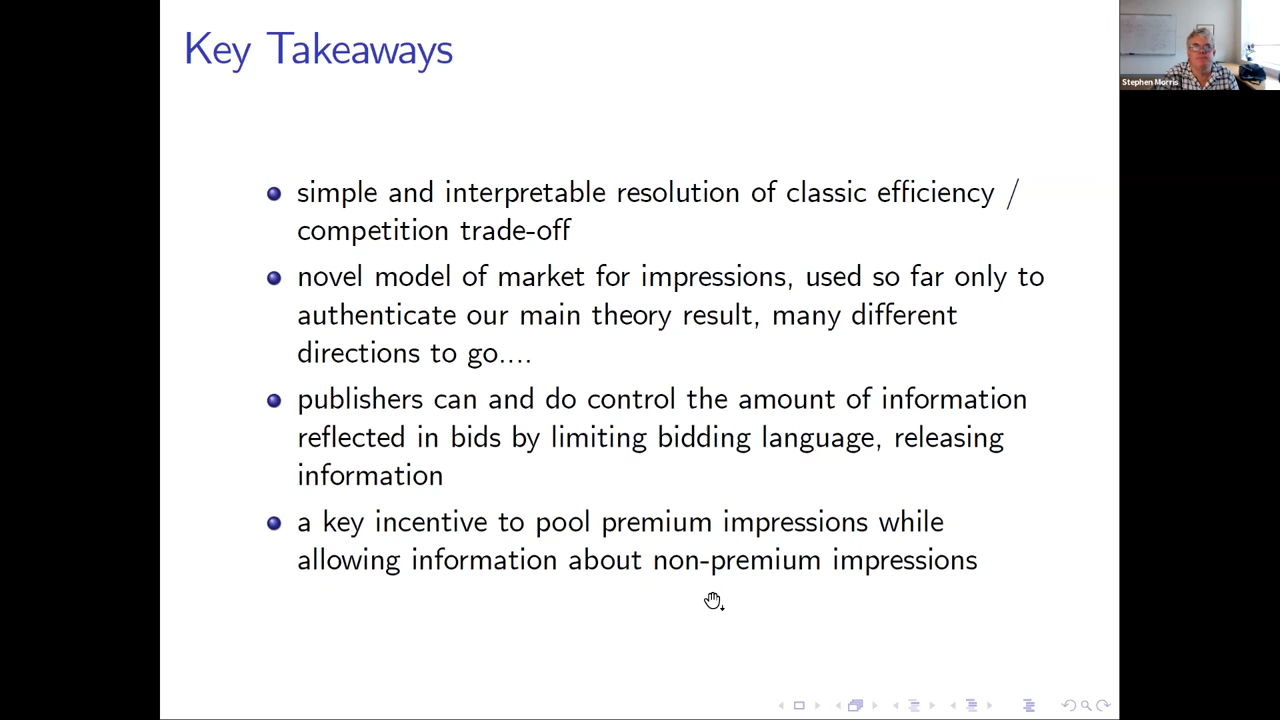 Key Takeaways
simple and interpretable resolution of classic efficiency /
competition trade-off
novel model of market for impressions, used so far only to
authenticate our main theory result, many different
directions to go....
publishers can and do control the amount of information
reflected in bids by limiting bidding language, releasing
information
a key incentive to pool premium impressions while
allowing information about non-premium impressions
Stephen Morris